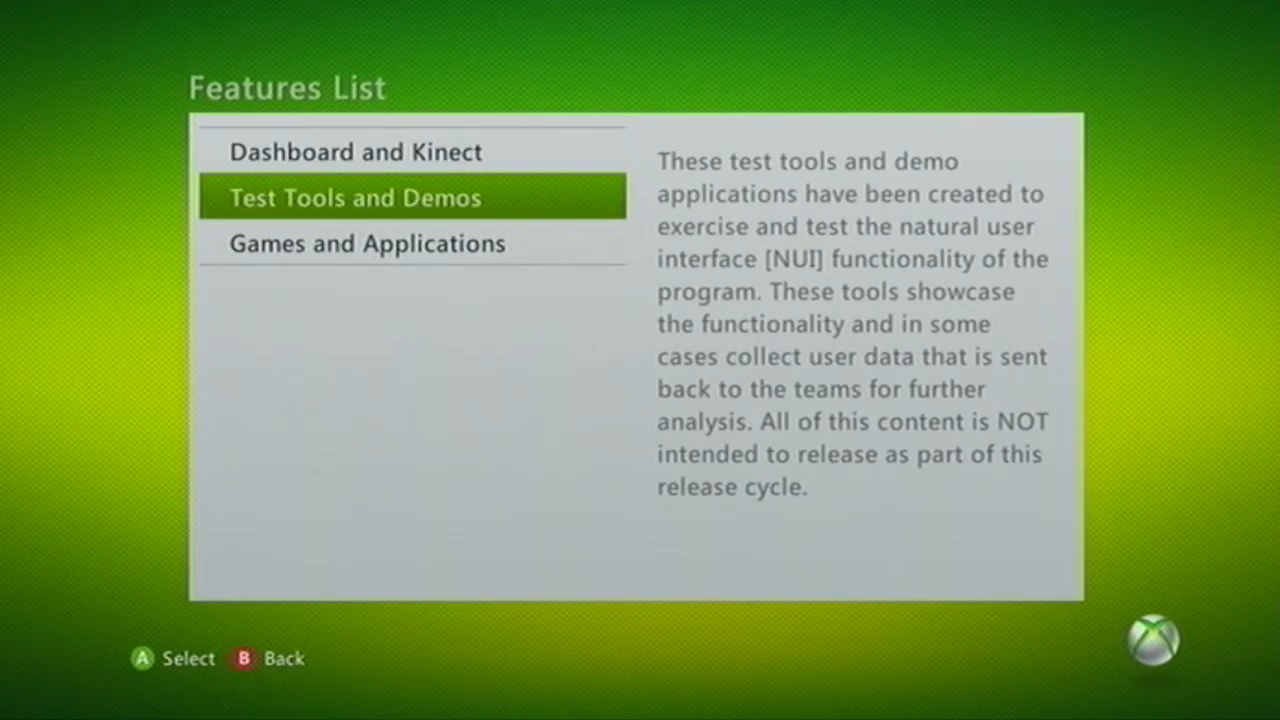 Features List
Dashboard and Kinect
Test Tools and Demos
Games and Applications
These test tools and demo
applications have been created to
exercise and test the natural user
interface [NUI] functionality of the
program. These tools showcase
the functionality and in some
cases collect user data that is sent
back to the teams for further
analysis. All of this content is NOT
intended to release as part of this
release cycle.
A Select B Back